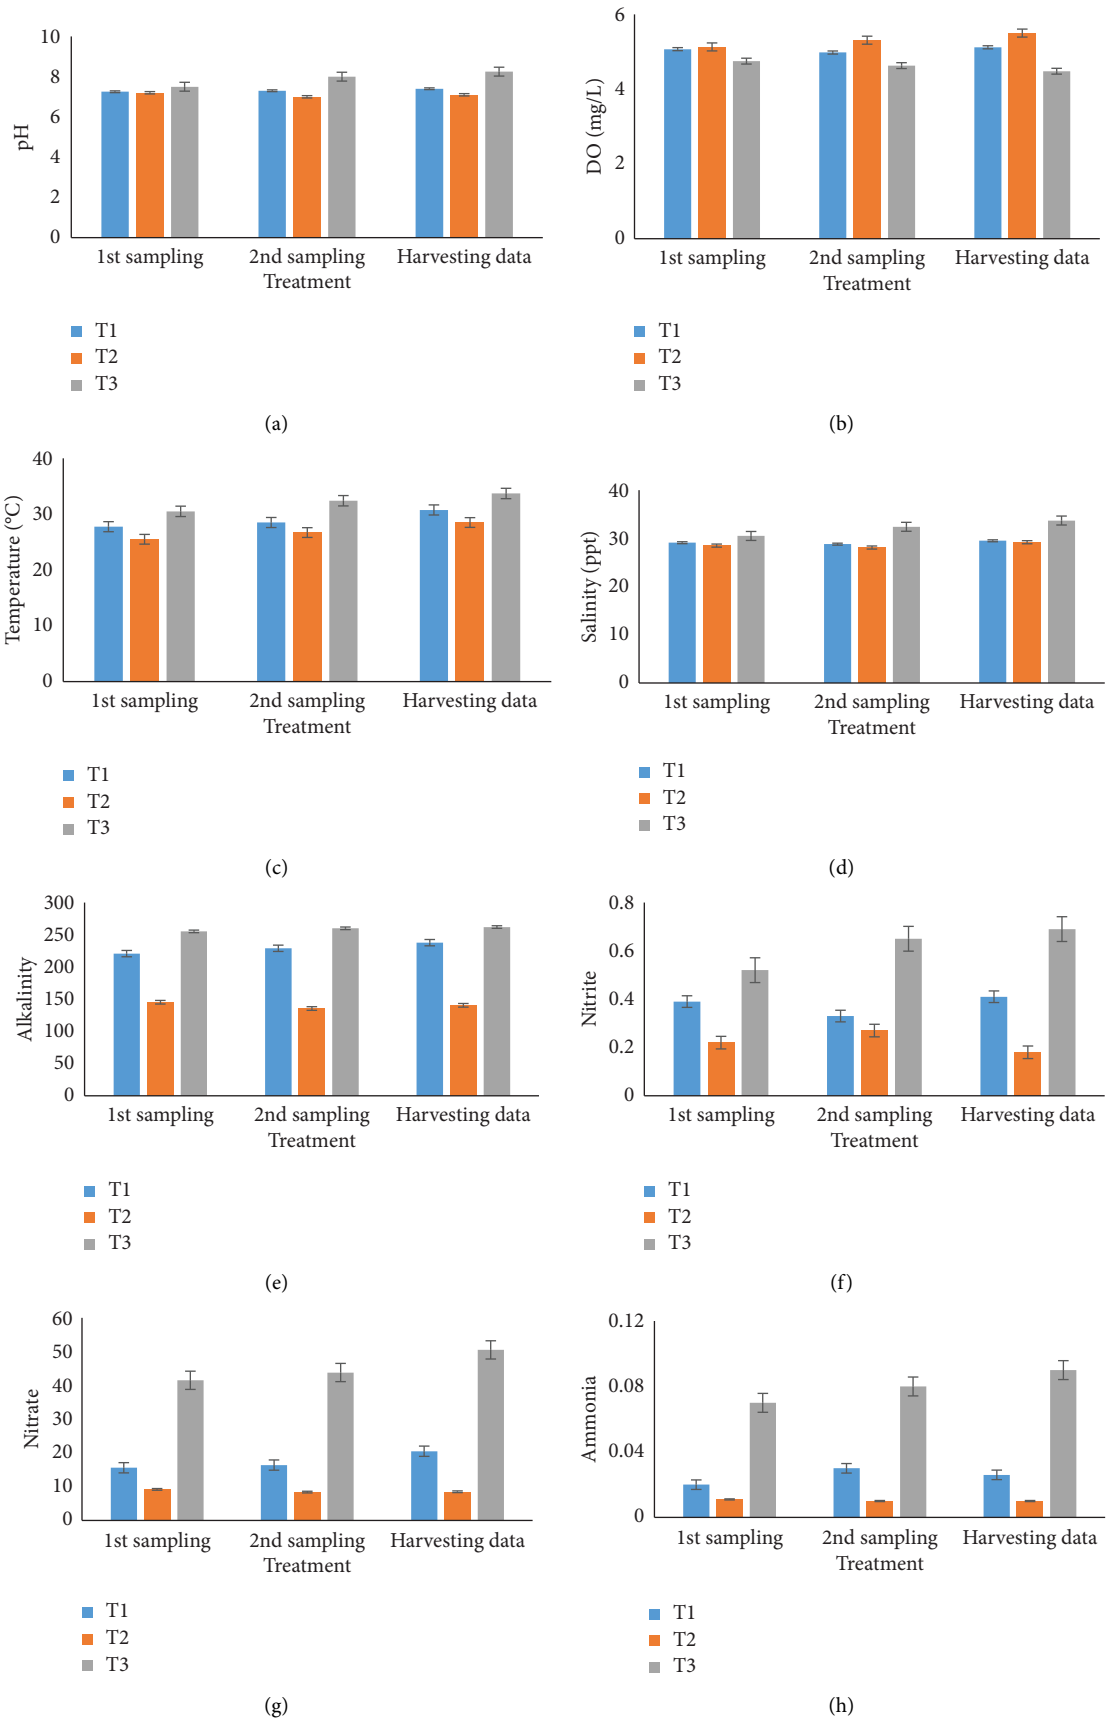 10
8
6
4
2
0
pH
1st sampling 2nd sampling Harvesting data
Treatment
T1
T2
T3
(a)
6
4
2
0
DO (mg/L)
1st sampling 2nd sampling Harvesting data
Treatment
T1
T2
T3
(b)
40
30
20
10
0
Temperature (°C)
1st sampling 2nd sampling Harvesting data
Treatment
T1
T2
T3
(c)
40
30
20
10
0
Salinity (ppt)
1st sampling 2nd sampling Harvesting data
Treatment
T1
T2
T3
(d)
300
250
200
150
100
50
0
Alkalinity
1st sampling 2nd sampling Harvesting data
Treatment
T1
T2
T3
(e)
0.8
0.6
0.4
0.2
0
Nitrite
1st sampling 2nd sampling Harvesting data
Treatment
T1
T2
T3
(f)
60
50
40
30
20
10
0
Nitrate
1st sampling 2nd sampling Harvesting data
Treatment
T1
T2
T3
(g)
0.12
0.08
0.04
0
Ammonia
1st sampling 2nd sampling Harvesting data
Treatment
T1
T2
T3
(h)